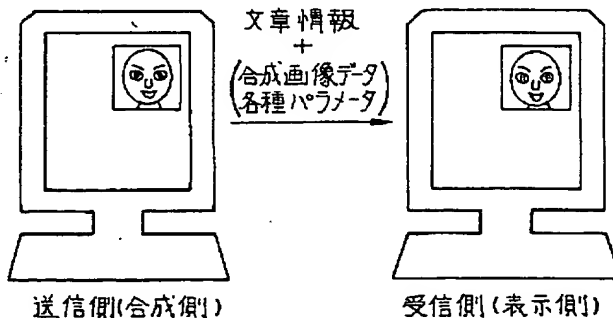 文章情報
+
(合成画像データ
各種パラメータ)
送信側(合成側)
受信側(表示側)